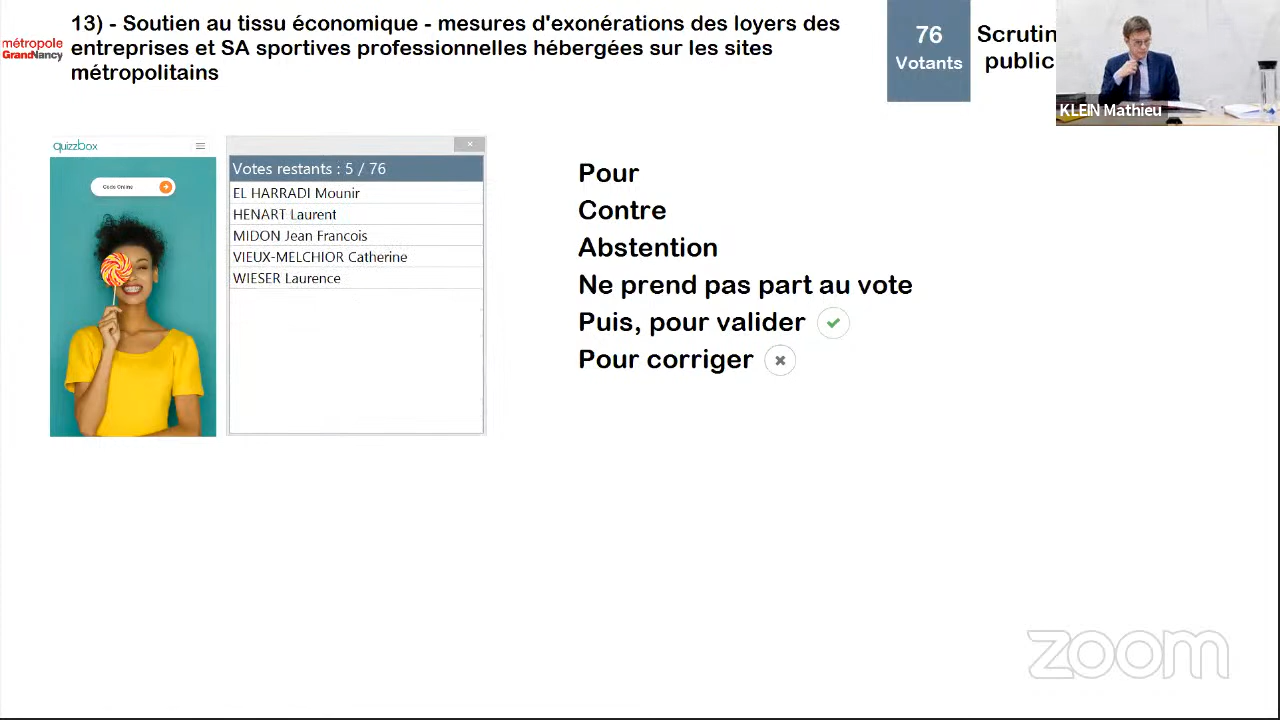 13) - Soutien au tissu économique - mesures d'exonérations des loyers des
entreprises et SA sportives professionnelles hébergées sur les sites
métropolitains
métropole
GrandNancy
76
Votants
Scrutin
public
KLEIN Mathieu
quizzbox
Code Online
Votes restants : 5 / 76
EL HARRADI Mounir
HENART Laurent
MIDON Jean Francois
VIEUX-MELCHIOR Catherine
WIESER Laurence
Pour
Contre
Abstention
Ne prend pas part au vote
Puis, pour valider
Pour corriger
zoom